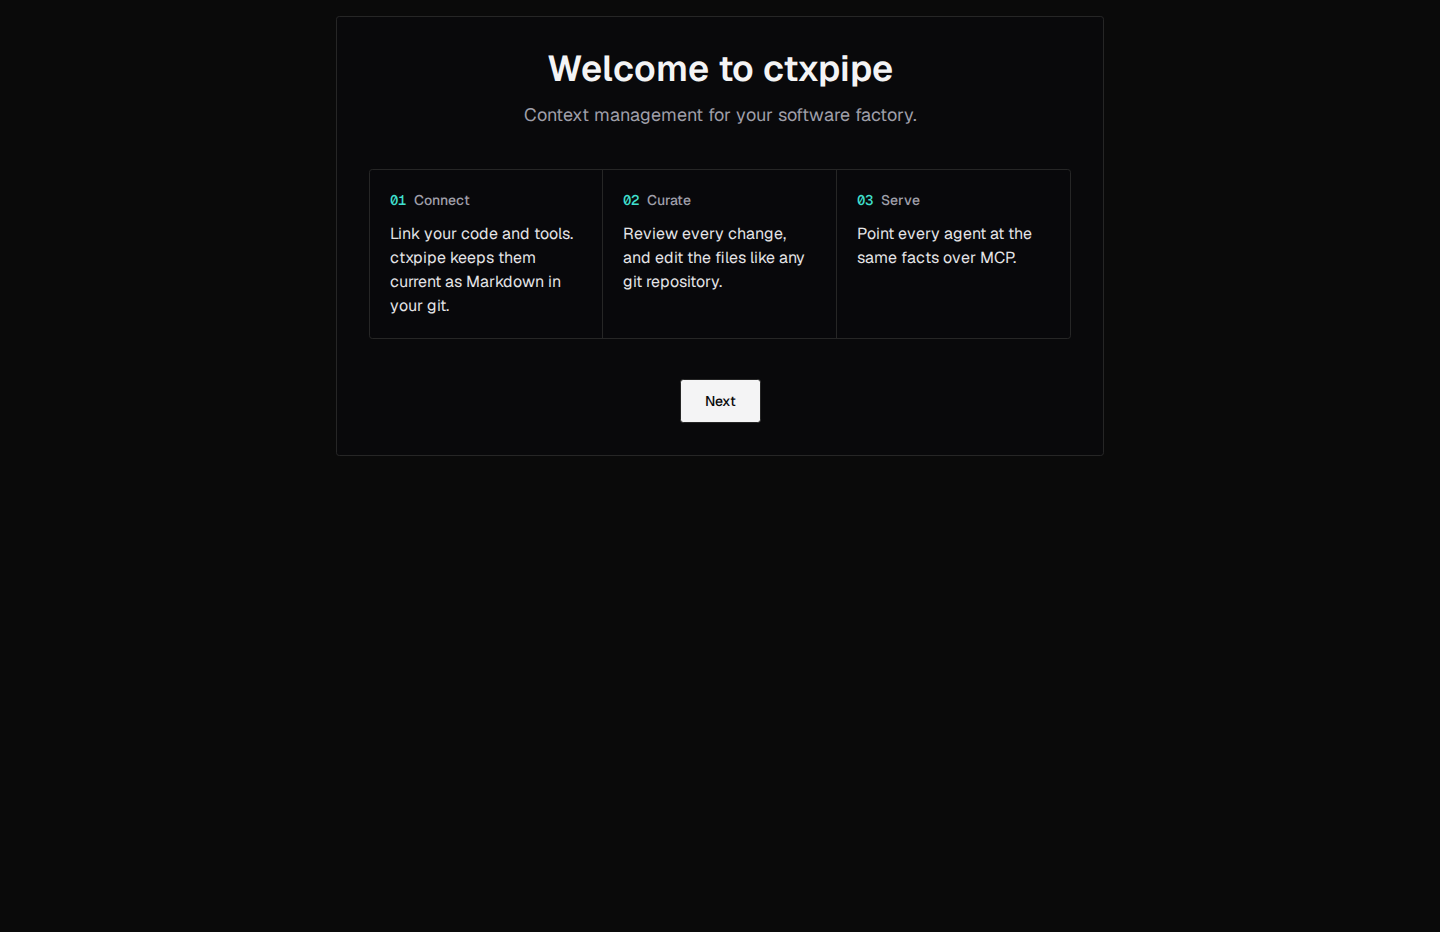 Welcome to ctxpipe
Context management for your software factory.
01 Connect
Link your code and tools.
ctxpipe keeps them
current as Markdown in
your git.
02 Curate
Review every change,
and edit the files like any
git repository.
03 Serve
Point every agent at the
same facts over MCP.
Next